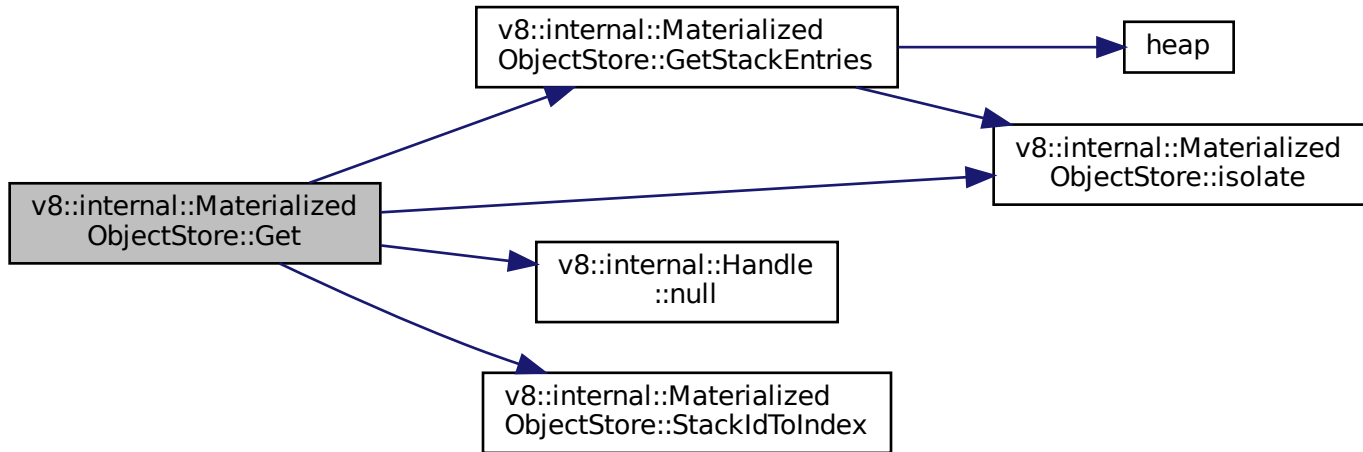 v8::internal::Materialized
ObjectStore::GetStackEntries
heap
v8::internal::Materialized
ObjectStore::isolate
v8::internal::Materialized
ObjectStore::Get
v8::internal::Handle
::null
v8::internal::Materialized
ObjectStore::StackIdToIndex